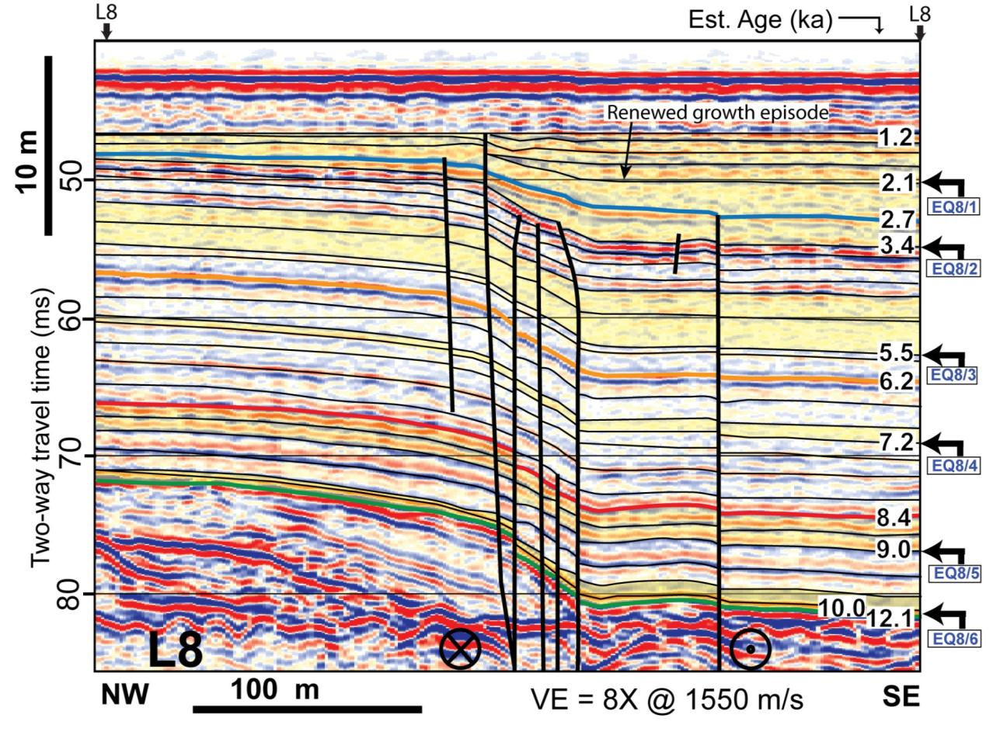 L8
Est. Age (ka)
L8
10 m
Two-way travel time (ms)
50
60
70
80
Renewed growth episode
1.2
2.1
EQ8/1
2.7
3.4
EQ8/2
5.5
EQ8/3
6.2
7.2
EQ8/4
8.4
9.0
EQ8/5
10.0
12.1
EQ8/6
L8
NW
100 m
VE = 8X @ 1550 m/s
SE